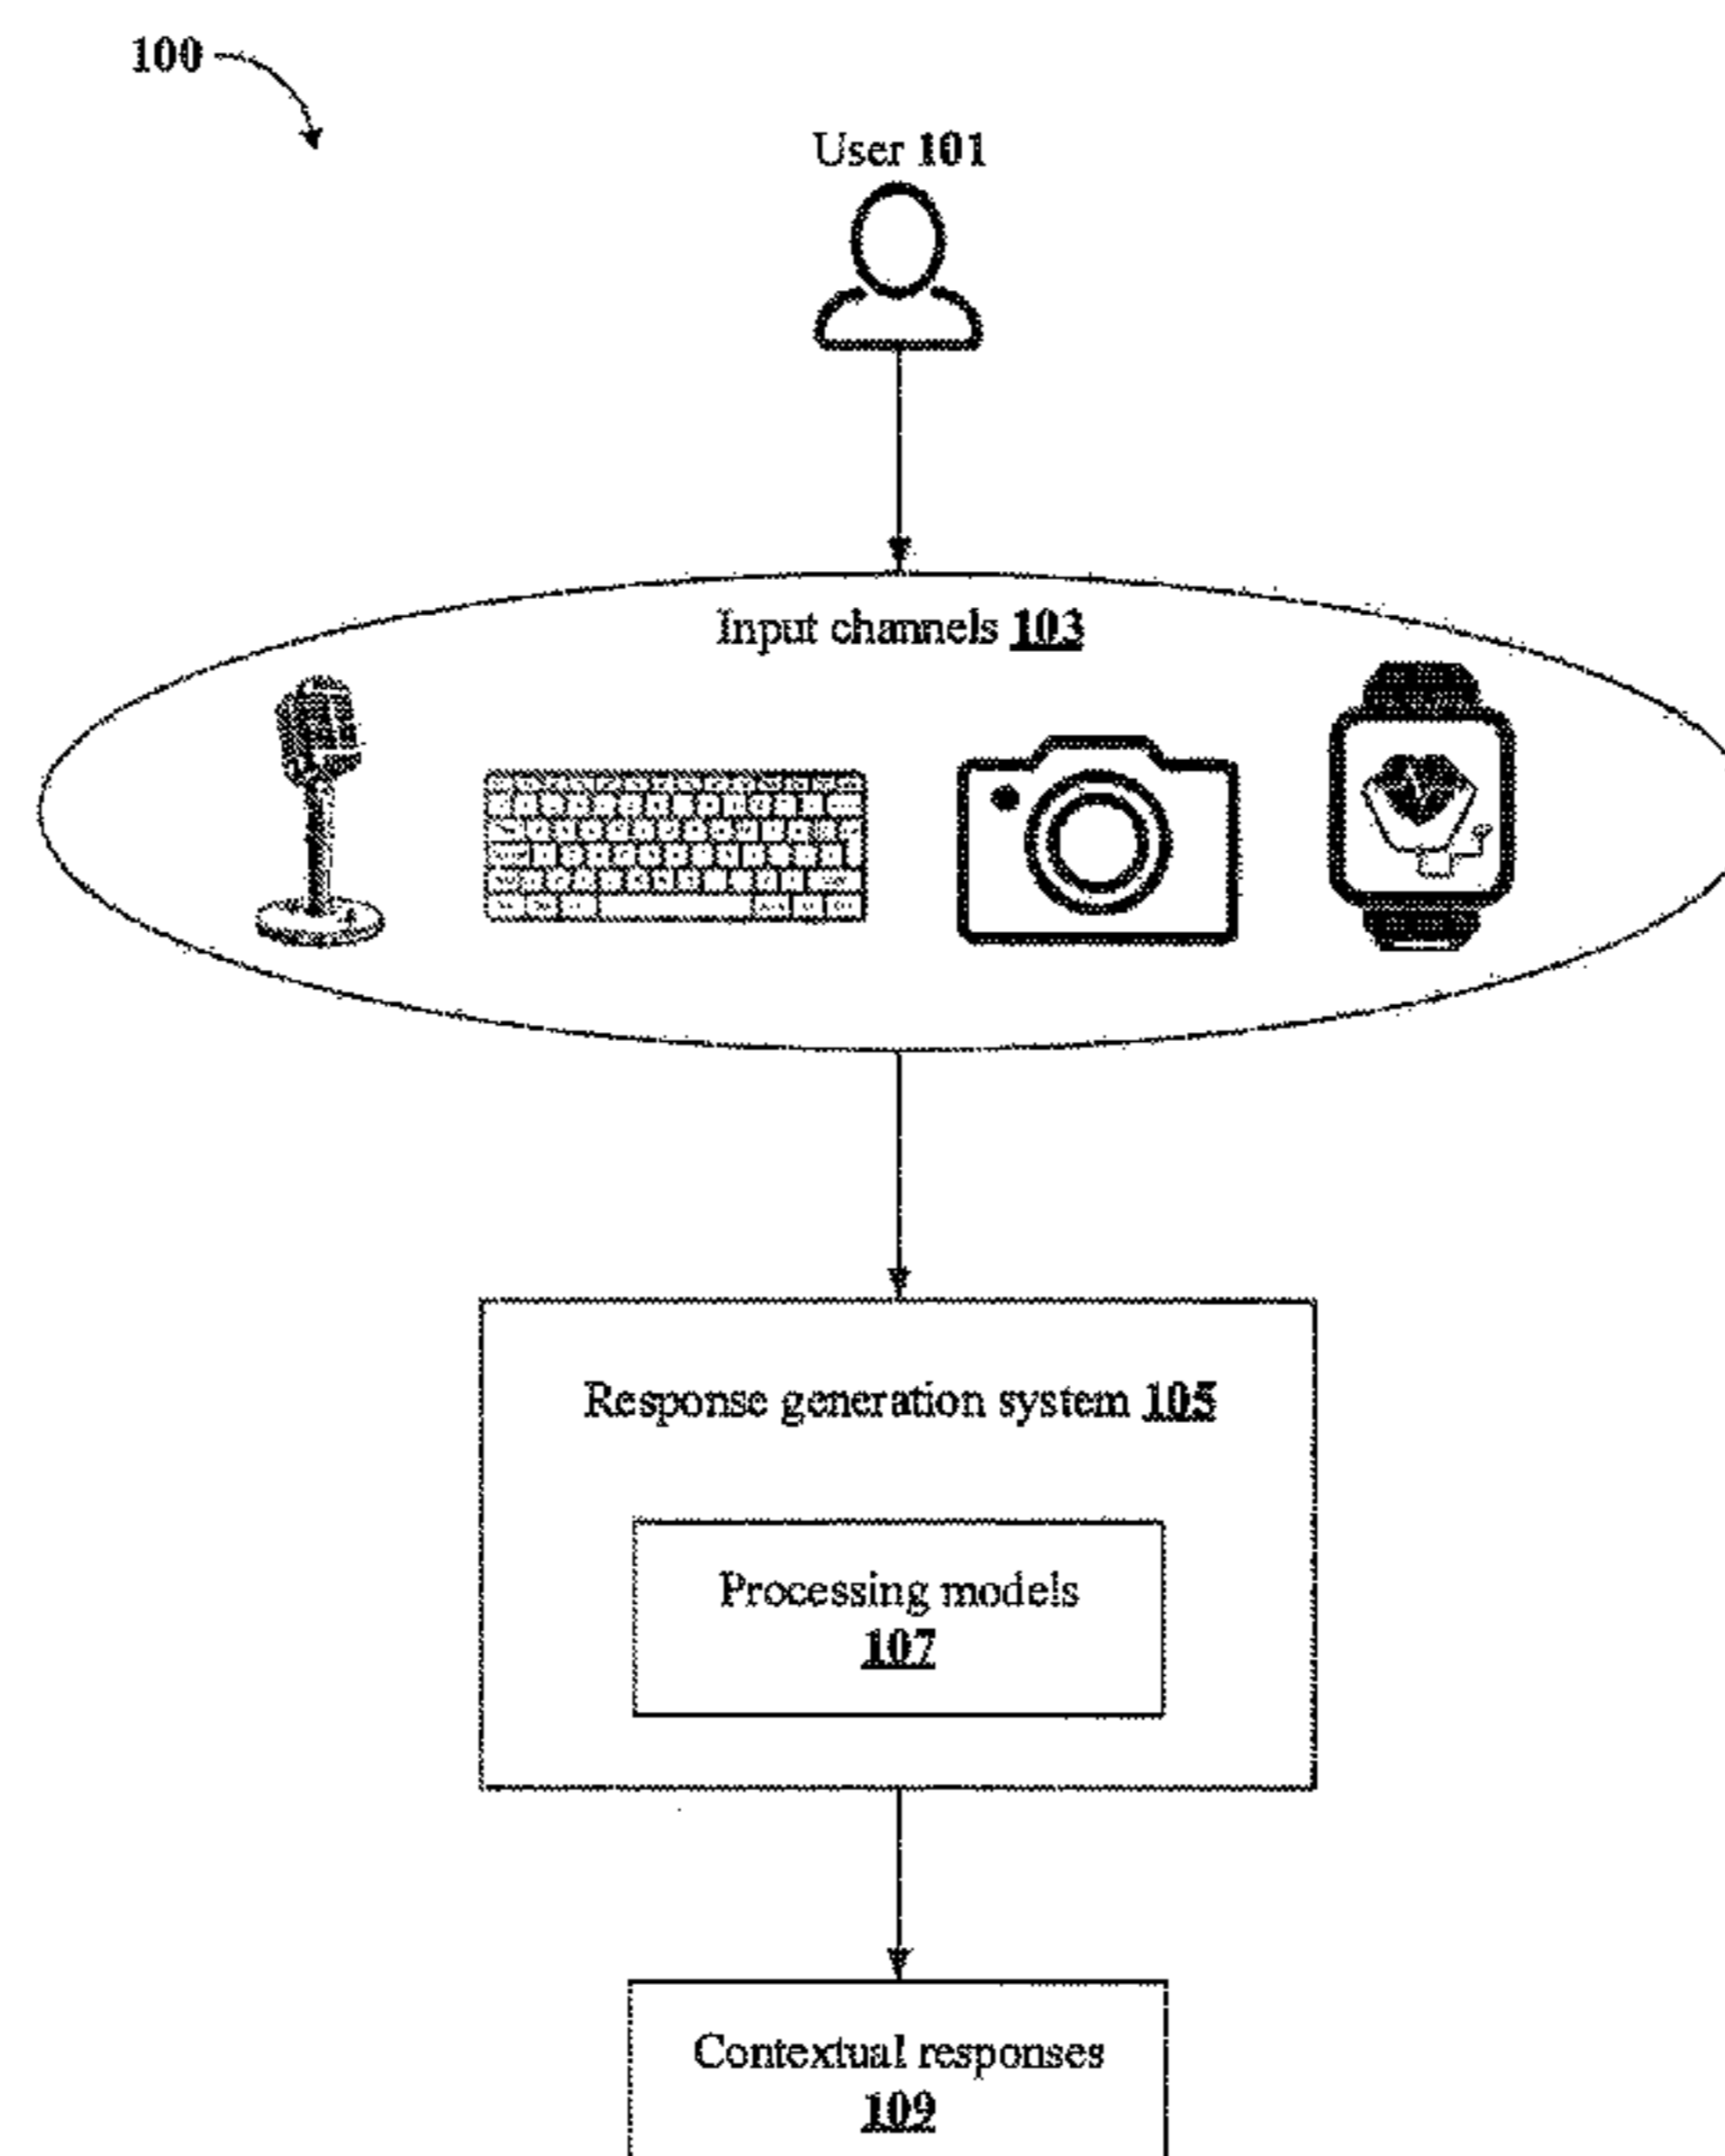 100
User 101
Input channels 103
Response generation system 105
Processing models
107
Contextual responses
109